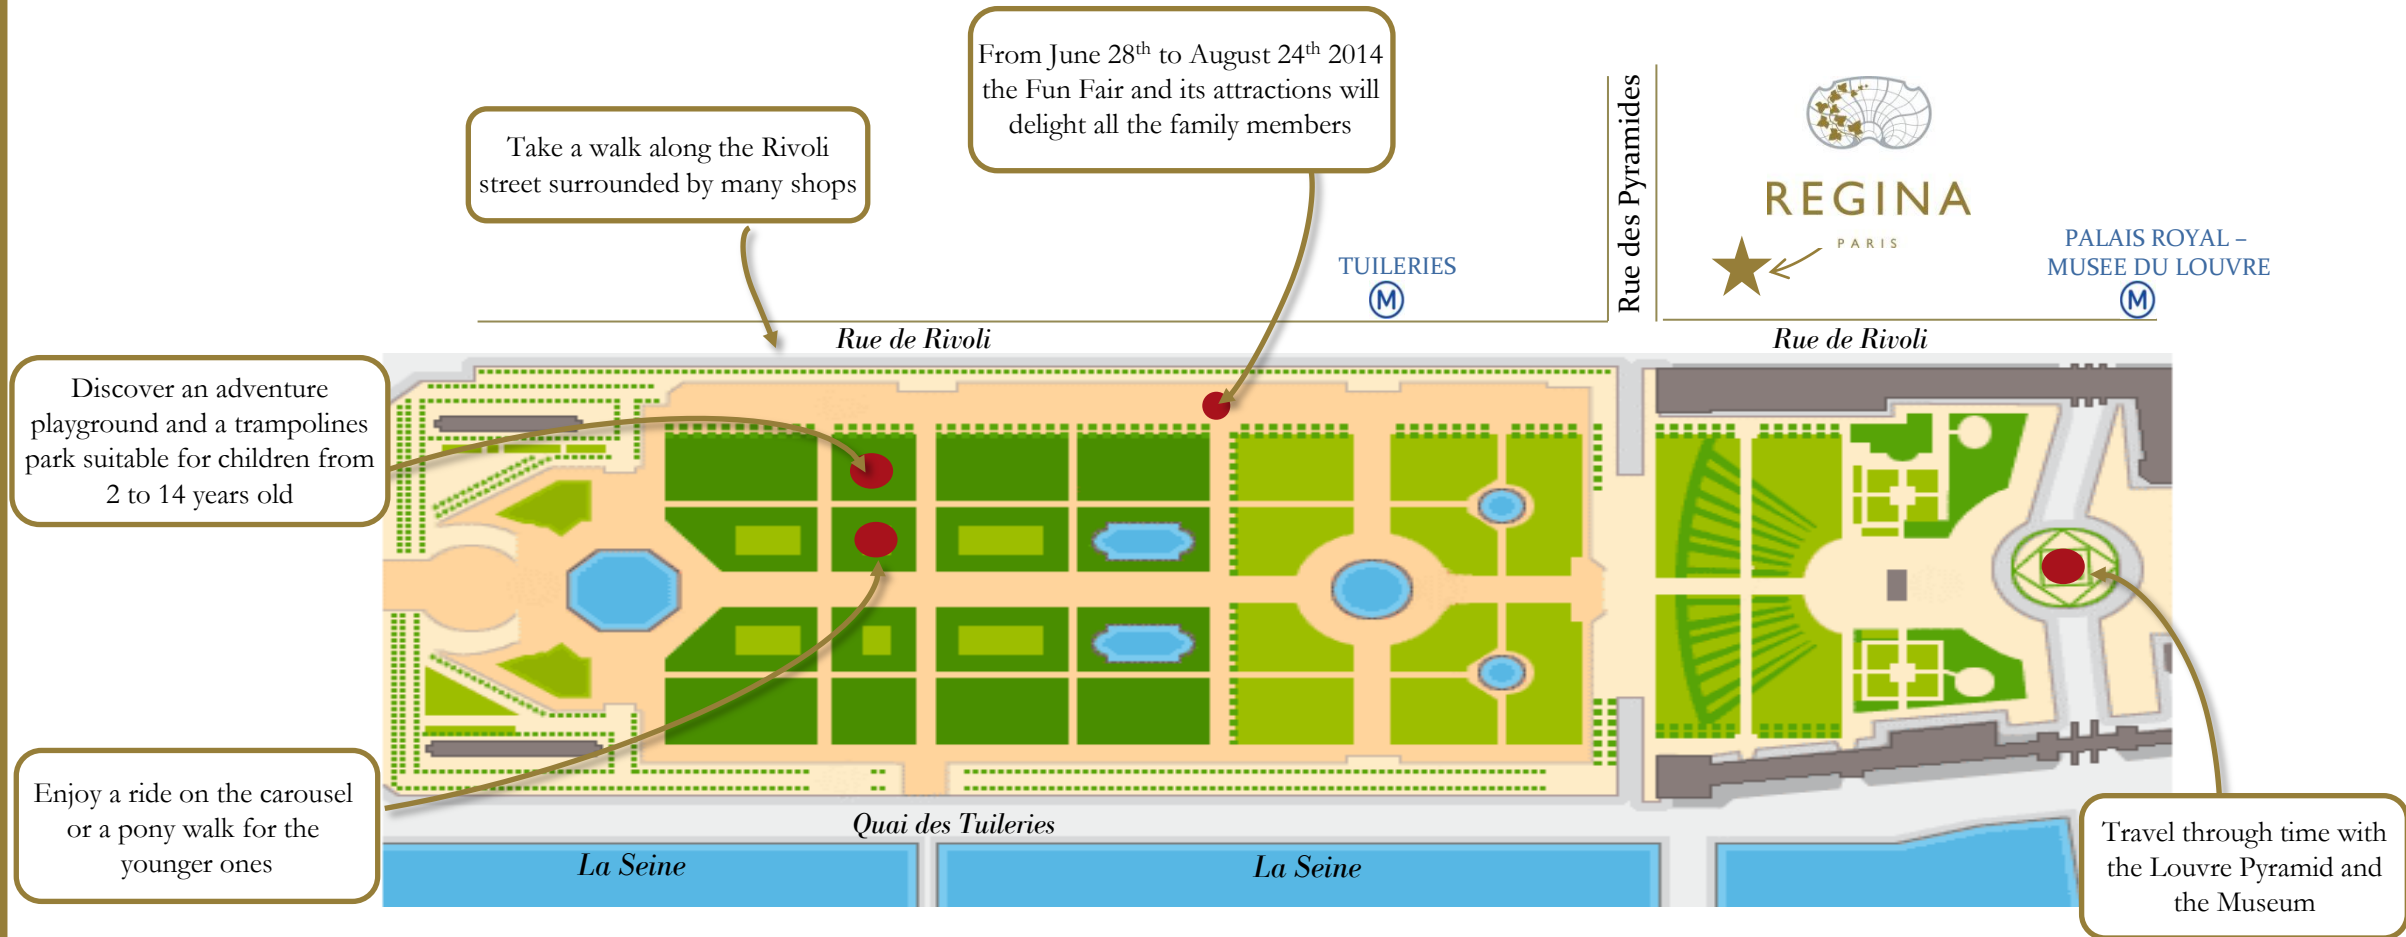 From June 28th to August 24th 2014
the Fun Fair and its attractions will
delight all the family members
Take a walk along the Rivoli
street surrounded by many shops
Rue des Pyramides
REGINA
PARIS
TUILERIES
M
PALAIS ROYAL –
MUSEE DU LOUVRE
M
Rue de Rivoli
Rue de Rivoli
Discover an adventure
playground and a trampolines
park suitable for children from
2 to 14 years old
Enjoy a ride on the carousel
or a pony walk for the
younger ones
Quai des Tuileries
La Seine
La Seine
Travel through time with
the Louvre Pyramid and
the Museum